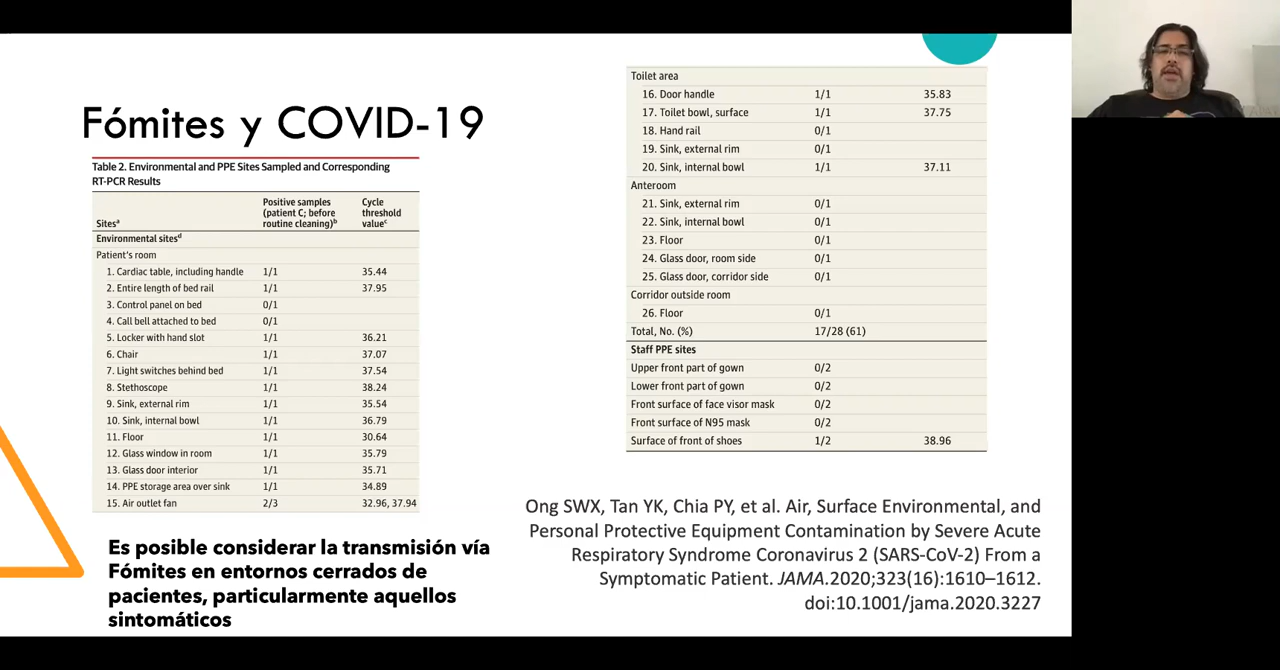 Fómites y COVID-19
Table 2. Environmental and PPE Sites Sampled and Corresponding
RT-PCR Results
Sitesᵃ Positive samples (patient C; before routine cleaning)ᵇ Cycle threshold valueᶜ
Environmental sitesᵈ
Patient's room
1. Cardiac table, including handle 1/1 35.44
2. Entire length of bed rail 1/1 37.95
3. Control panel on bed 0/1
4. Call bell attached to bed 0/1
5. Locker with hand slot 1/1 36.21
6. Chair 1/1 37.07
7. Light switches behind bed 1/1 37.54
8. Stethoscope 1/1 38.24
9. Sink, external rim 1/1 35.54
10. Sink, internal bowl 1/1 36.79
11. Floor 1/1 30.64
12. Glass window in room 1/1 35.79
13. Glass door interior 1/1 35.71
14. PPE storage area over sink 1/1 34.89
15. Air outlet fan 2/3 32.96, 37.94
Toilet area
16. Door handle 1/1 35.83
17. Toilet bowl, surface 1/1 37.75
18. Hand rail 0/1
19. Sink, external rim 0/1
20. Sink, internal bowl 1/1 37.11
Anteroom
21. Sink, external rim 0/1
22. Sink, internal bowl 0/1
23. Floor 0/1
24. Glass door, room side 0/1
25. Glass door, corridor side 0/1
Corridor outside room
26. Floor 0/1
Total, No. (%) 17/28 (61)
Staff PPE sites
Upper front part of gown 0/2
Lower front part of gown 0/2
Front surface of face visor mask 0/2
Front surface of N95 mask 0/2
Surface of front of shoes 1/2 38.96
Es posible considerar la transmisión vía
Fómites en entornos cerrados de
pacientes, particularmente aquellos
sintomáticos
Ong SWX, Tan YK, Chia PY, et al. Air, Surface Environmental, and
Personal Protective Equipment Contamination by Severe Acute
Respiratory Syndrome Coronavirus 2 (SARS-CoV-2) From a
Symptomatic Patient. JAMA.2020;323(16):1610–1612.
doi:10.1001/jama.2020.3227